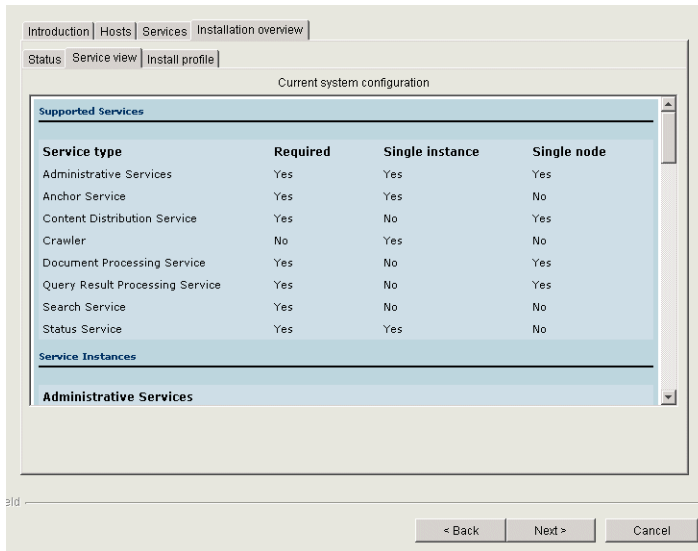 Introduction Hosts Services Installation overview
Status Service view Install profile
Current system configuration
Supported Services
Service type Required Single instance Single node
Administrative Services Yes Yes Yes
Anchor Service Yes Yes No
Content Distribution Service Yes No Yes
Crawler No Yes No
Document Processing Service Yes No Yes
Query Result Processing Service Yes No Yes
Search Service Yes No No
Status Service Yes Yes No
Service Instances
Administrative Services
eld
< Back Next > Cancel